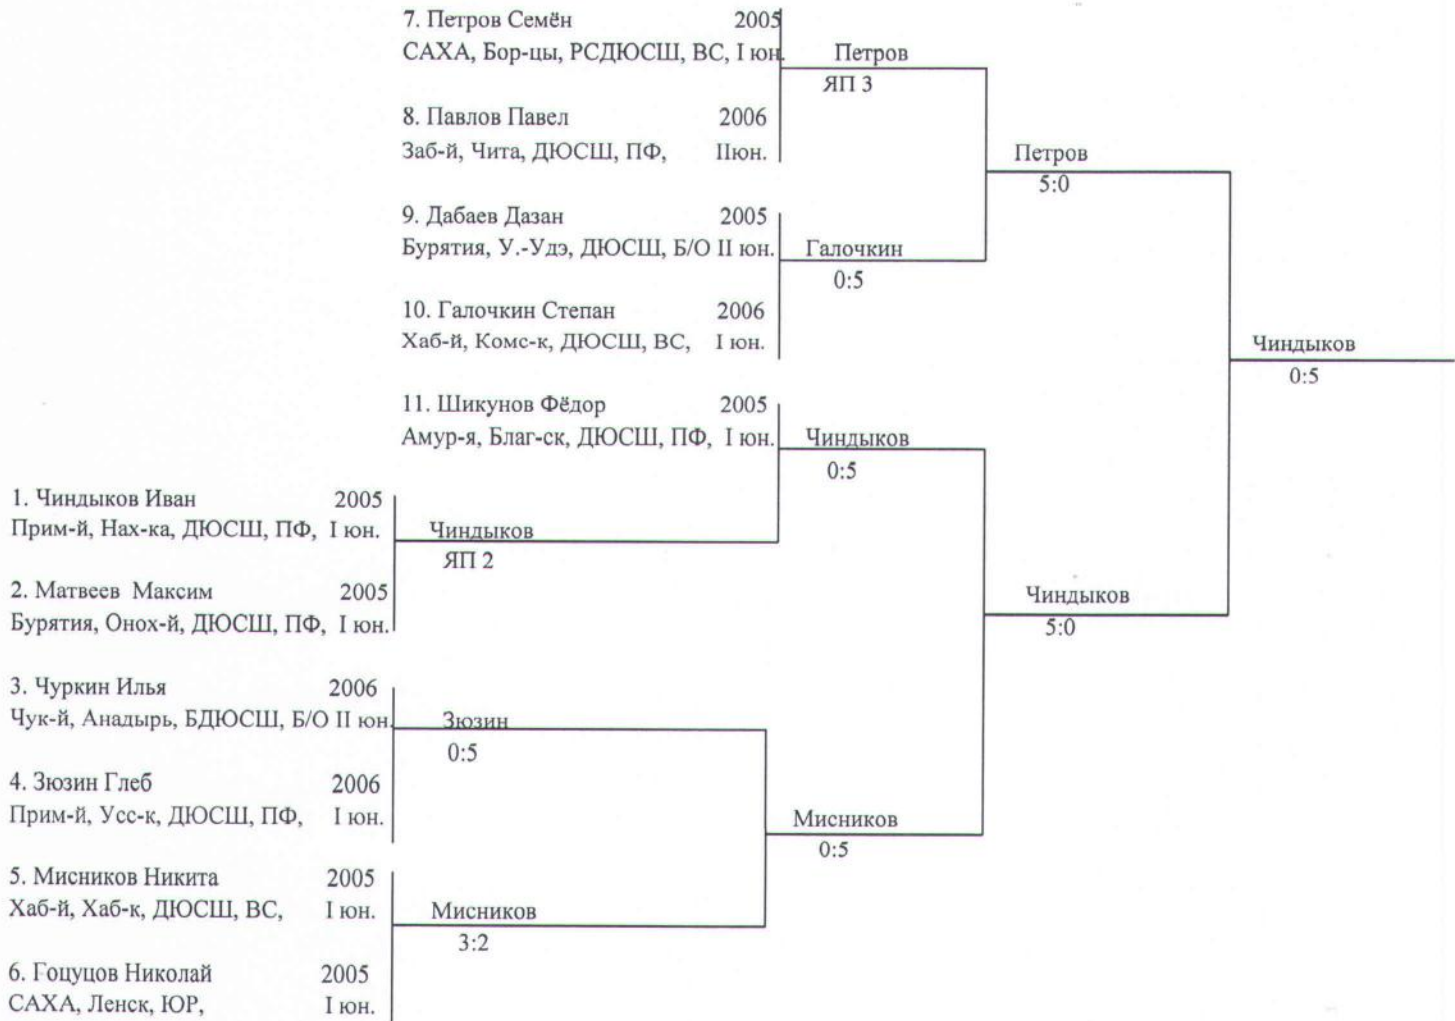 7. Петров Семён 2005
САХА, Бор-цы, РСДЮСШ, ВС, I юн.
Петров
ЯП 3
8. Павлов Павел 2006
Заб-й, Чита, ДЮСШ, ПФ, IIюн.
Петров
5:0
9. Дабаев Дазан 2005
Бурятия, У.-Удэ, ДЮСШ, Б/О II юн.
Галочкин
0:5
10. Галочкин Степан 2006
Хаб-й, Комс-к, ДЮСШ, ВС, I юн.
Чиндыков
0:5
11. Шикунов Фёдор 2005
Амур-я, Благ-ск, ДЮСШ, ПФ, I юн.
Чиндыков
0:5
1. Чиндыков Иван 2005
Прим-й, Нах-ка, ДЮСШ, ПФ, I юн.
Чиндыков
ЯП 2
2. Матвеев Максим 2005
Бурятия, Онох-й, ДЮСШ, ПФ, I юн.
Чиндыков
5:0
3. Чуркин Илья 2006
Чук-й, Анадырь, БДЮСШ, Б/О II юн.
Зюзин
0:5
4. Зюзин Глеб 2006
Прим-й, Усс-к, ДЮСШ, ПФ, I юн.
Мисников
0:5
5. Мисников Никита 2005
Хаб-й, Хаб-к, ДЮСШ, ВС, I юн.
Мисников
3:2
6. Гоцуцов Николай 2005
САХА, Ленск, ЮР, I юн.